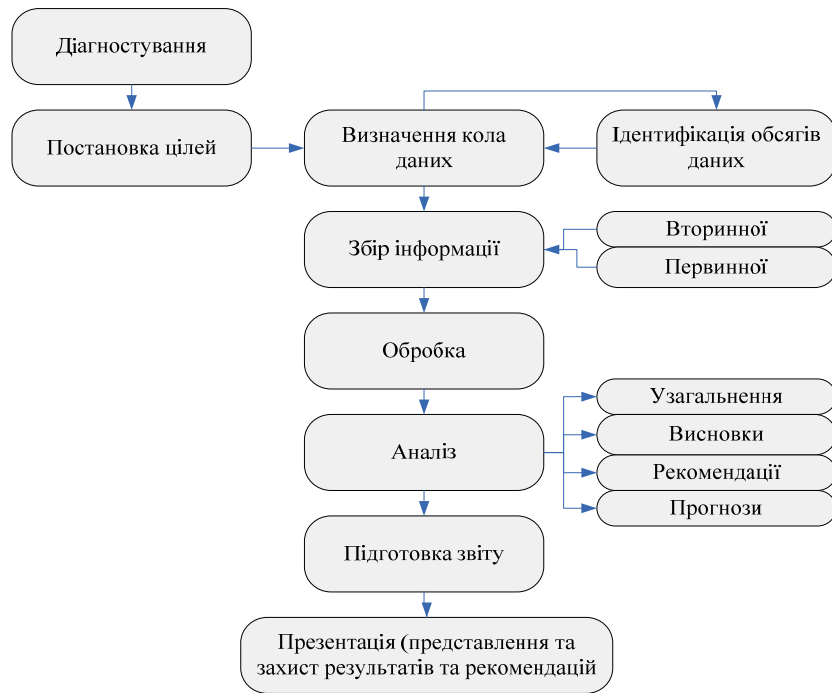 Діагностування
Постановка цілей
Визначення кола
даних
Ідентифікація обсягів
даних
Збір інформації
Вторинної
Первинної
Обробка
Аналіз
Узагальнення
Висновки
Рекомендації
Прогнози
Підготовка звіту
Презентація (представлення та
захист результатів та рекомендацій